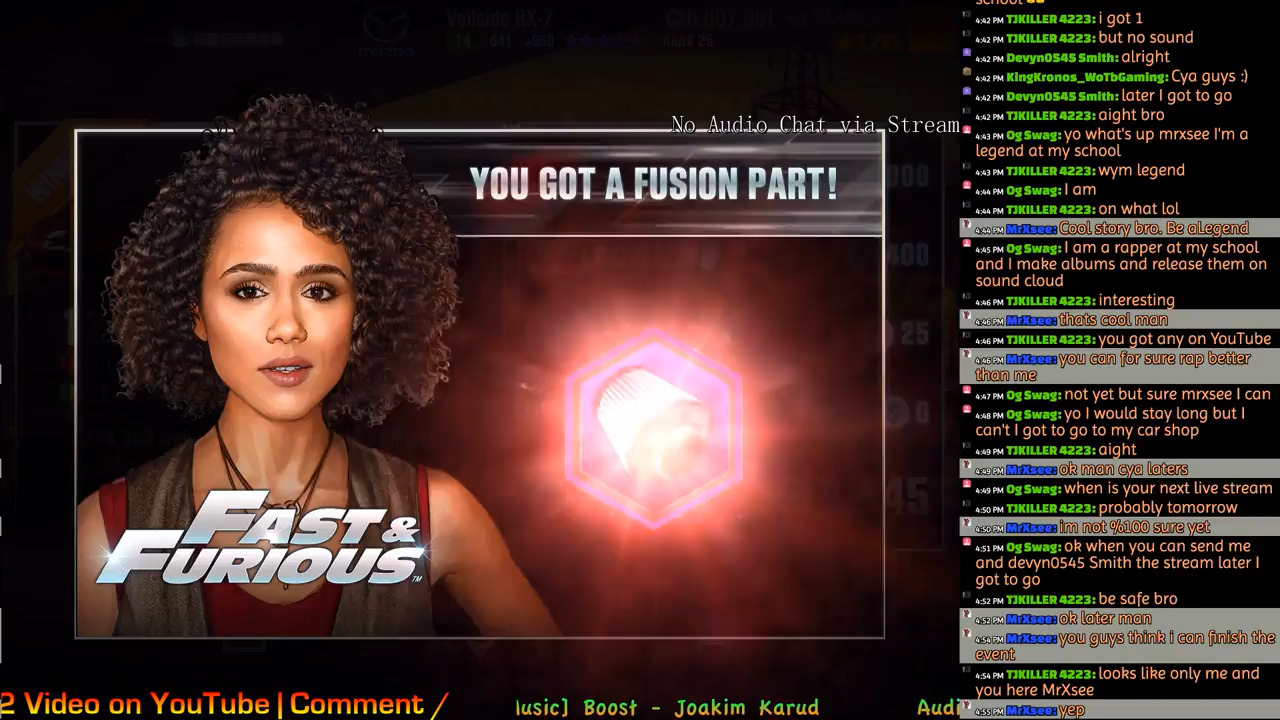 Veilside RX-7
mazda
T4 641
RANK 25
No Audio Chat via Stream
YOU GOT A FUSION PART!
FAST &
FURIOUS™
school
4:42 PM TJKILLER 4223: i got 1
4:42 PM TJKILLER 4223: but no sound
4:42 PM Devyn0545 Smith: alright
4:42 PM KingKronos_WoTbGaming: Cya guys :)
4:42 PM Devyn0545 Smith: later I got to go
4:42 PM TJKILLER 4223: aight bro
4:43 PM Og Swag: yo what's up mrxsee I'm a
legend at my school
4:43 PM TJKILLER 4223: wym legend
4:44 PM Og Swag: I am
4:44 PM TJKILLER 4223: on what lol
4:44 PM MrXsee: Cool story bro. Be aLegend
4:45 PM Og Swag: I am a rapper at my school
and I make albums and release them on
sound cloud
4:46 PM TJKILLER 4223: interesting
4:46 PM MrXsee: thats cool man
4:46 PM TJKILLER 4223: you got any on YouTube
4:46 PM MrXsee: you can for sure rap better
than me
4:47 PM Og Swag: not yet but sure mrxsee I can
4:48 PM Og Swag: yo I would stay long but I
can't I got to go to my car shop
4:49 PM TJKILLER 4223: aight
4:49 PM MrXsee: ok man cya laters
4:49 PM Og Swag: when is your next live stream
4:50 PM TJKILLER 4223: probably tomorrow
4:50 PM MrXsee: im not %100 sure yet
4:51 PM Og Swag: ok when you can send me
and devyn0545 Smith the stream later I
got to go
4:52 PM TJKILLER 4223: be safe bro
4:52 PM MrXsee: ok later man
4:54 PM MrXsee: you guys think i can finish the
event
4:54 PM TJKILLER 4223: looks like only me and
you here MrXsee
4:55 PM MrXsee: yep
2 Video on YouTube | Comment / lusic] Boost - Joakim Karud Audi